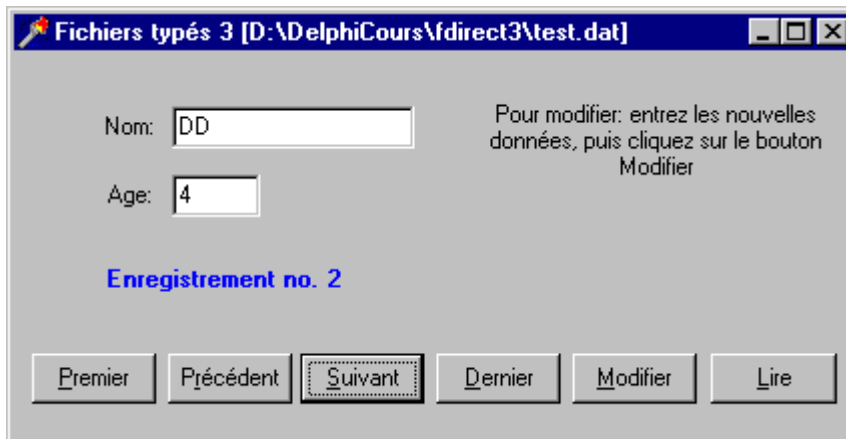 Fichiers typés 3 [D:\DelphiCours\fdirect3\test.dat]
Nom: DD
Pour modifier: entrez les nouvelles
données, puis cliquez sur le bouton
Modifier
Age: 4
Enregistrement no. 2
Premier Précédent Suivant Dernier Modifier Lire